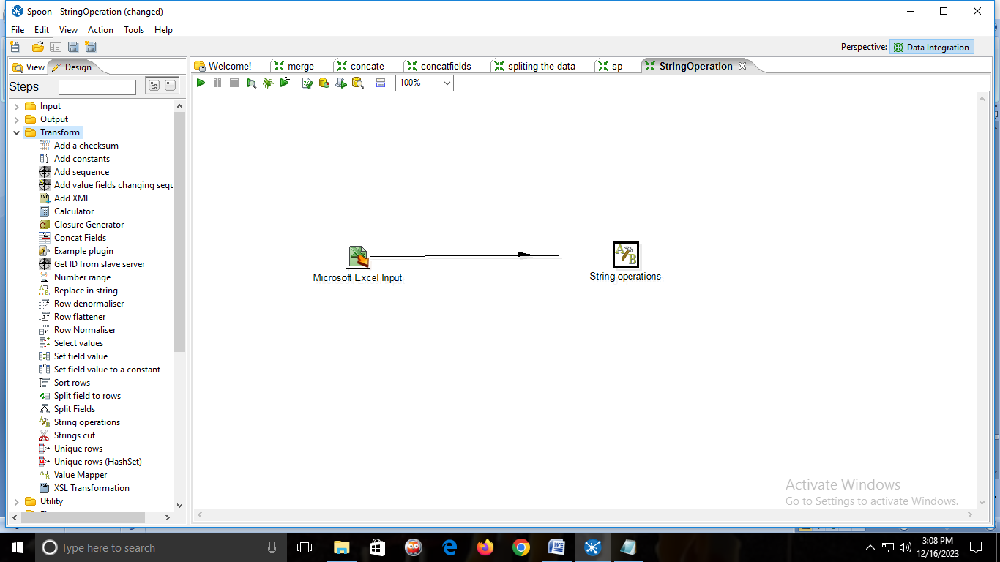 Spoon - StringOperation (changed)
File Edit View Action Tools Help
Perspective: Data Integration
View Design
Welcome! merge concate concatfields spliting the data sp StringOperation
Steps
100%
Input
Output
Transform
Add a checksum
Add constants
Add sequence
Add value fields changing sequ
Add XML
Calculator
Closure Generator
Concat Fields
Example plugin
Get ID from slave server
Number range
Replace in string
Row denormaliser
Row flattener
Row Normaliser
Select values
Set field value
Set field value to a constant
Sort rows
Split field to rows
Split Fields
String operations
Strings cut
Unique rows
Unique rows (HashSet)
Value Mapper
XSL Transformation
Utility
Microsoft Excel Input
String operations
Activate Windows
Go to Settings to activate Windows.
Type here to search
3:08 PM
12/16/2023